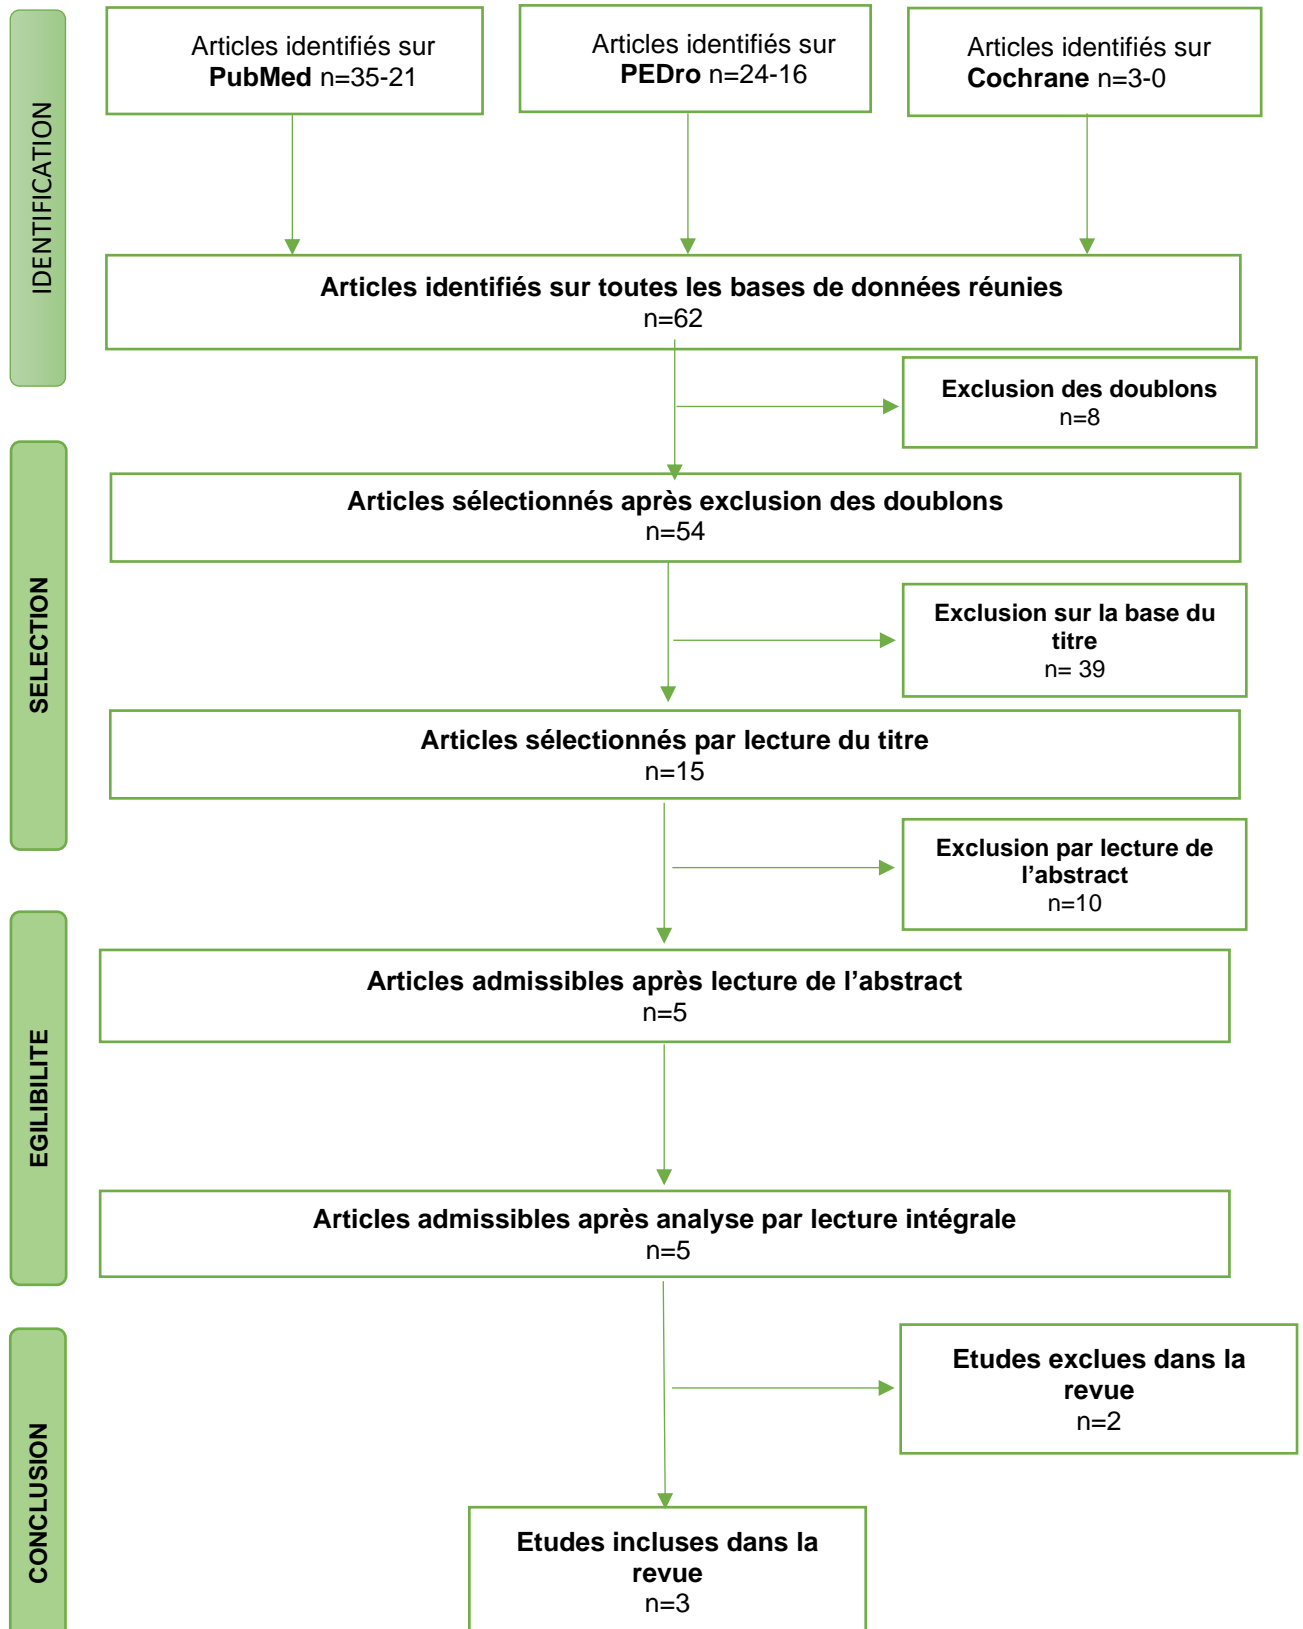 IDENTIFICATION
Articles identifiés sur
PubMed n=35-21
Articles identifiés sur
PEDro n=24-16
Articles identifiés sur
Cochrane n=3-0
Articles identifiés sur toutes les bases de données réunies
n=62
Exclusion des doublons
n=8
SELECTION
Articles sélectionnés après exclusion des doublons
n=54
Exclusion sur la base du
titre
n= 39
Articles sélectionnés par lecture du titre
n=15
Exclusion par lecture de
l’abstract
n=10
EGILIBILITE
Articles admissibles après lecture de l’abstract
n=5
Articles admissibles après analyse par lecture intégrale
n=5
CONCLUSION
Etudes exclues dans la
revue
n=2
Etudes incluses dans la
revue
n=3